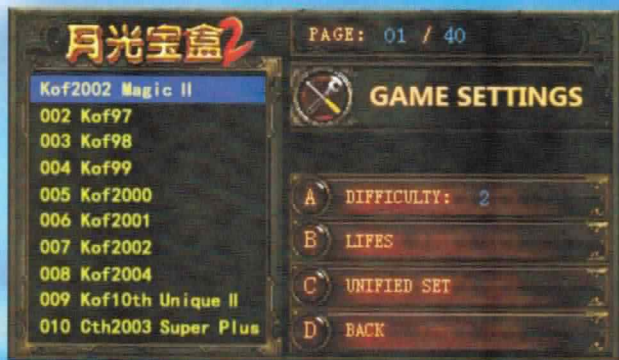 月光宝盒2
Kof2002 Magic II
002 Kof97
003 Kof98
004 Kof99
005 Kof2000
006 Kof2001
007 Kof2002
008 Kof2004
009 Kof10th Unique II
010 Cth2003 Super Plus
PAGE: 01 / 40
GAME SETTINGS
A DIFFICULTY: 2
B LIFES
C UNIFIED SET
D BACK